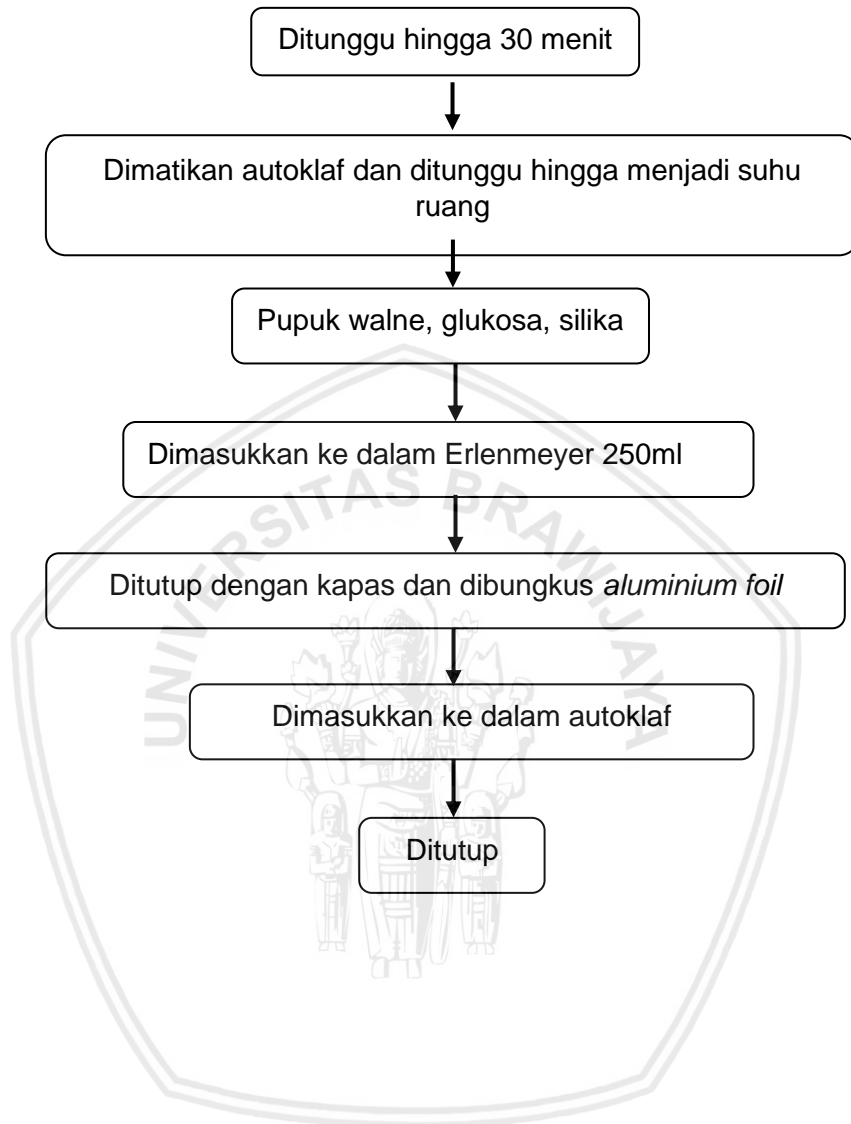 Ditunggu hingga 30 menit
Dimatikan autoklaf dan ditunggu hingga menjadi suhu
ruang
Pupuk walne, glukosa, silika
Dimasukkan ke dalam Erlenmeyer 250ml
UNIVERSITAS BRAWIJAYA
Ditutup dengan kapas dan dibungkus aluminium foil
Dimasukkan ke dalam autoklaf
Ditutup